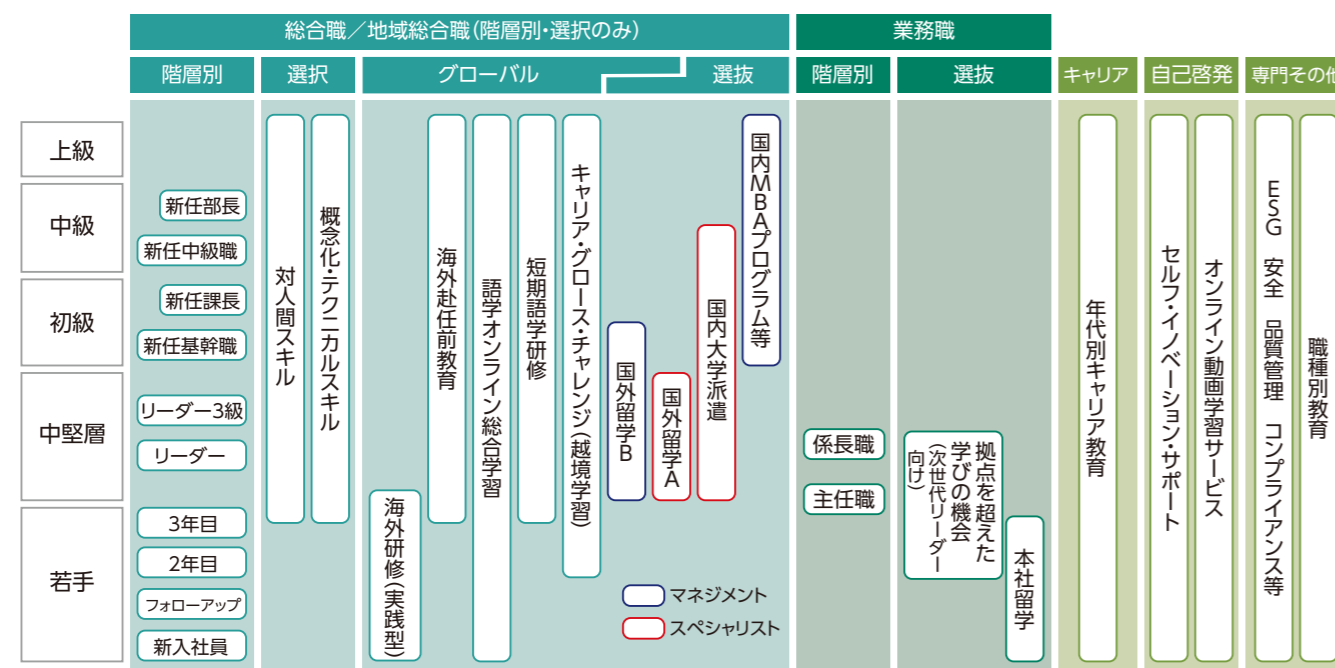 総合職／地域総合職(階層別・選択のみ)
業務職
階層別
選択
グローバル
選抜
階層別
選抜
キャリア
自己啓発
専門その他
上級
中級
初級
中堅層
若手
新任部長
新任中級職
新任課長
新任基幹職
リーダー3級
リーダー
3年目
2年目
フォローアップ
新入社員
対人間スキル
概念化・テクニカルスキル
海外研修(実践型)
海外赴任前教育
語学オンライン総合学習
短期語学研修
キャリア・グロース・チャレンジ(越境学習)
国外留学B
国外留学A
国内大学派遣
国内MBAプログラム等
マネジメント
スペシャリスト
係長職
主任職
拠点を超えた
学びの機会
(次世代リーダー
向け)
本社留学
年代別キャリア教育
セルフ・イノベーション・サポート
オンライン動画学習サービス
ESG 安全 品質管理 コンプライアンス等
職種別教育